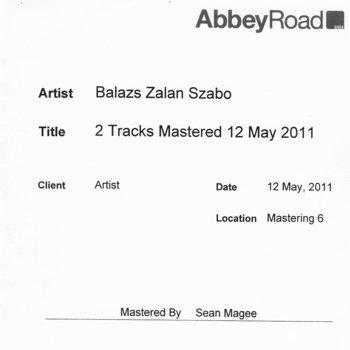 AbbeyRoad
Artist Balazs Zalan Szabo
Title 2 Tracks Mastered 12 May 2011
Client Artist Date 12 May, 2011
Location Mastering 6
Mastered By Sean Magee